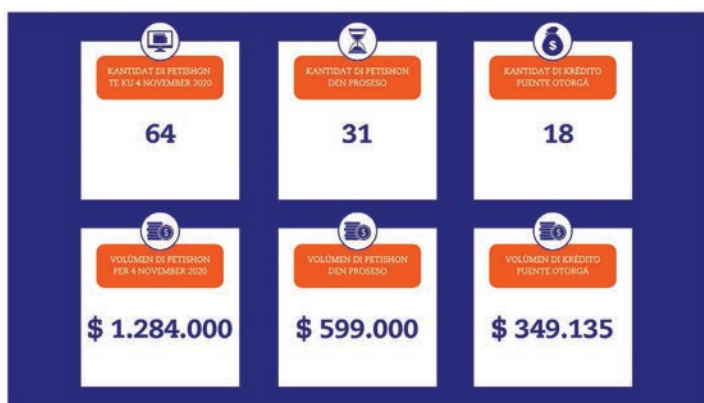 KANTIDAT DI PETISHON
TE KU 4 NOVEMBER 2020
64
KANTIDAT DI PETISHON
DEN PROSESO
31
KANTIDAT DI KRÉDITO
PUENTE OTORGÁ
18
VOLÚMEN DI PETISHON
PER 4 NOVEMBER 2020
$ 1.284.000
VOLÚMEN DI PETISHON
DEN PROSESO
$ 599.000
VOLÚMEN DI KRÉDITO
PUENTE OTORGÁ
$ 349.135